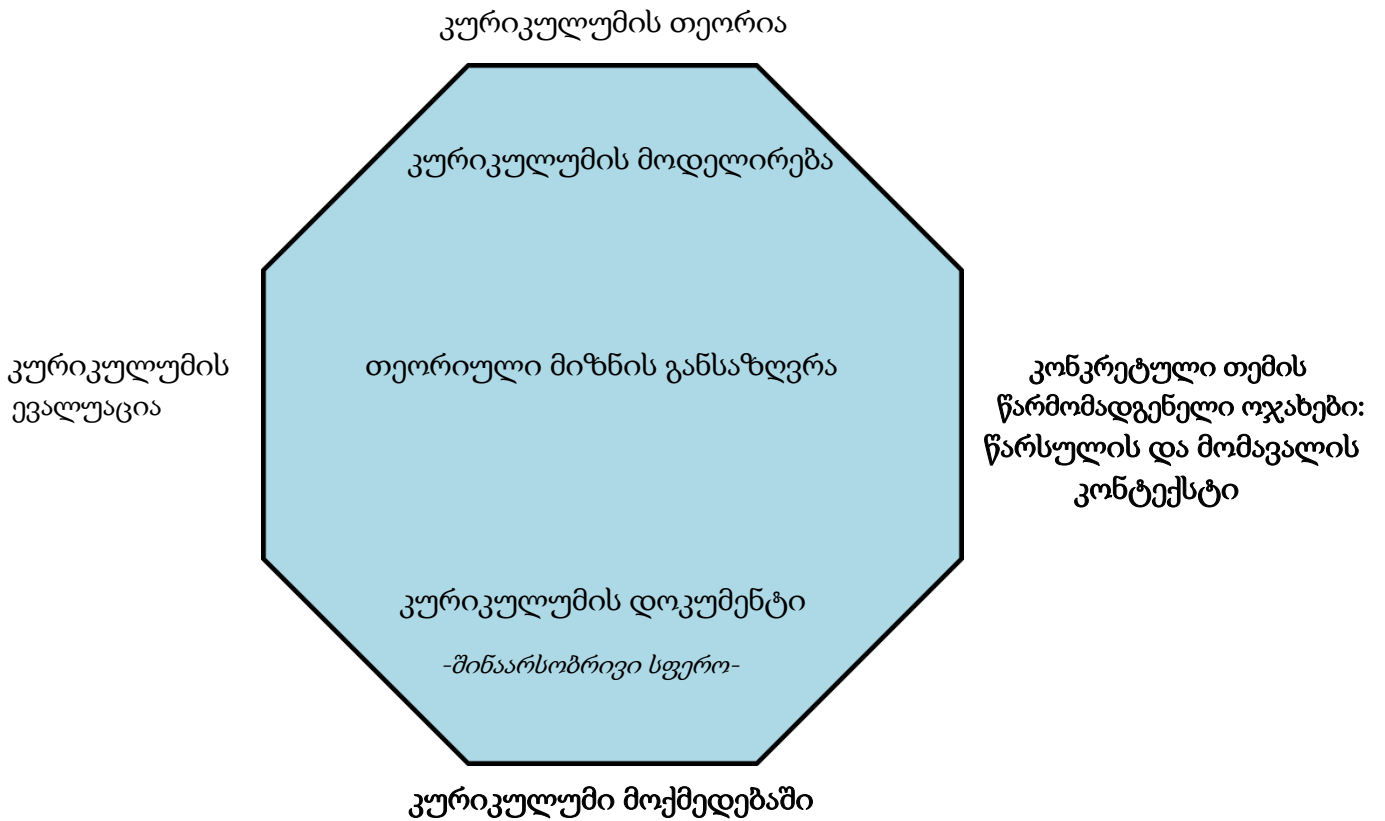 კურიკულუმის თეორია
კურიკულუმის მოდელირება
კურიკულუმის
ევალუაცია
თეორიული მიზნის განსაზღვრა
კონკრეტული თემის
წარმომადგენელი ოჯახები:
წარსულის და მომავალის
კონტექსტი
კურიკულუმის დოკუმენტი
-შინაარსობრივი სფერო-
კურიკულუმი მოქმედებაში